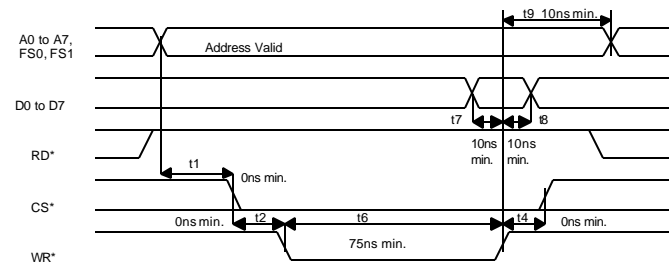 t9 10ns min.
A0 to A7,
FS0, FS1
Address Valid
D0 to D7
t7
t8
10ns
min.
10ns
min.
RD*
t1
0ns min.
CS*
0ns min.
t2
t6
t4
0ns min.
75ns min.
WR*